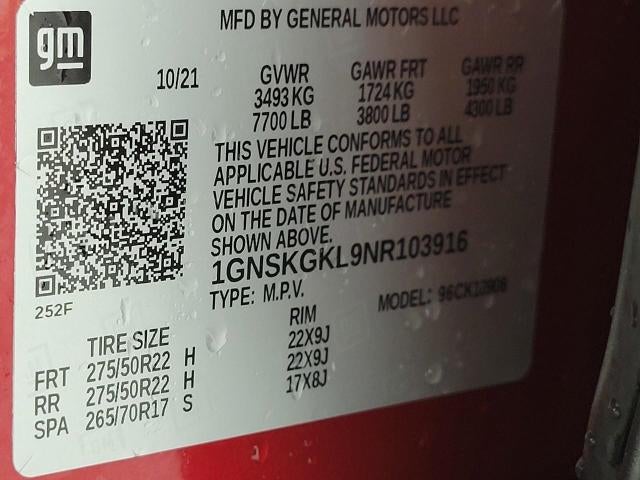 gm
MFD BY GENERAL MOTORS LLC
10/21 GVWR GAWR FRT GAWR RR
3493 KG 1724 KG 1950 KG
7700 LB 3800 LB 4300 LB
THIS VEHICLE CONFORMS TO ALL
APPLICABLE U.S. FEDERAL MOTOR
VEHICLE SAFETY STANDARDS IN EFFECT
ON THE DATE OF MANUFACTURE
SHOWN ABOVE.
1GNSKGKL9NR103916
252F
TYPE: M.P.V. MODEL:
TIRE SIZE RIM
FRT 275/50R22 H 22X9J
RR 275/50R22 H 22X9J
SPA 265/70R17 S 17X8J